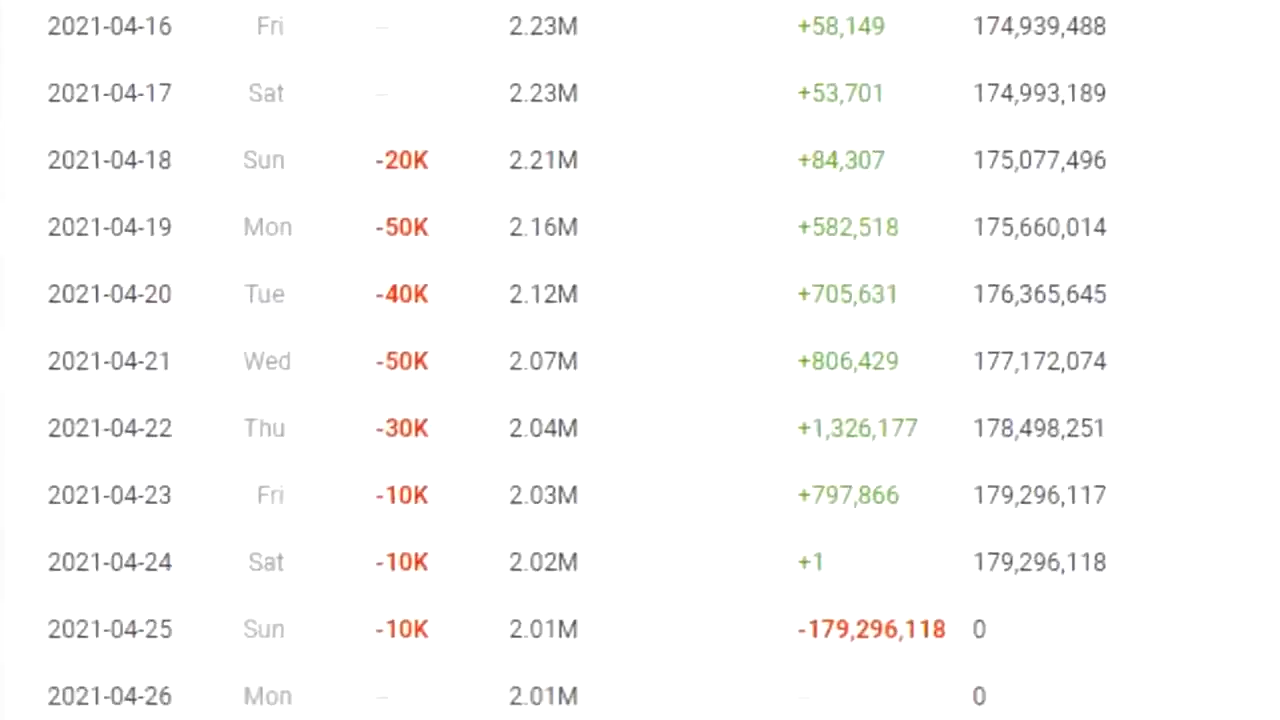 2021-04-16 Fri – 2.23M +58,149 174,939,488
2021-04-17 Sat – 2.23M +53,701 174,993,189
2021-04-18 Sun -20K 2.21M +84,307 175,077,496
2021-04-19 Mon -50K 2.16M +582,518 175,660,014
2021-04-20 Tue -40K 2.12M +705,631 176,365,645
2021-04-21 Wed -50K 2.07M +806,429 177,172,074
2021-04-22 Thu -30K 2.04M +1,326,177 178,498,251
2021-04-23 Fri -10K 2.03M +797,866 179,296,117
2021-04-24 Sat -10K 2.02M +1 179,296,118
2021-04-25 Sun -10K 2.01M -179,296,118 0
2021-04-26 Mon – 2.01M – 0